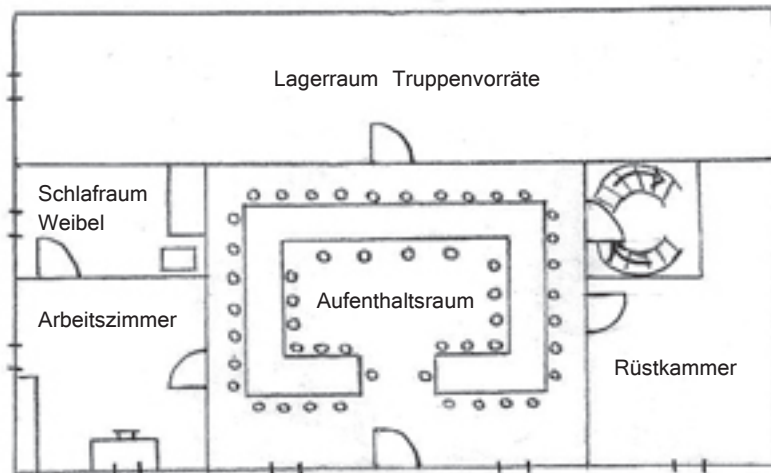 Lagerraum Truppenvorräte
Schlafraum
Weibel
Aufenthaltsraum
Arbeitszimmer
Rüstkammer